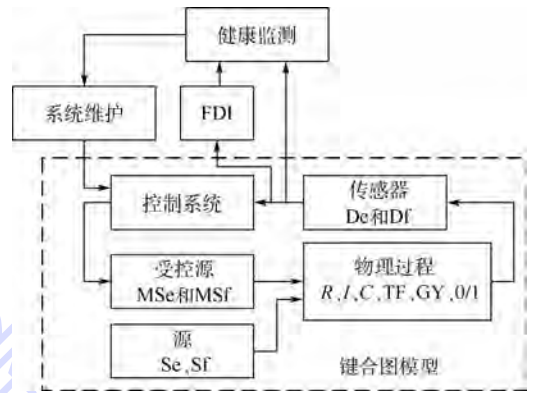 健康监测
系统维护
FDI
控制系统
传感器
De和Df
受控源
MSe和MSf
物理过程
R、I、C、TF、GY、0/1
源
Se、Sf
键合图模型